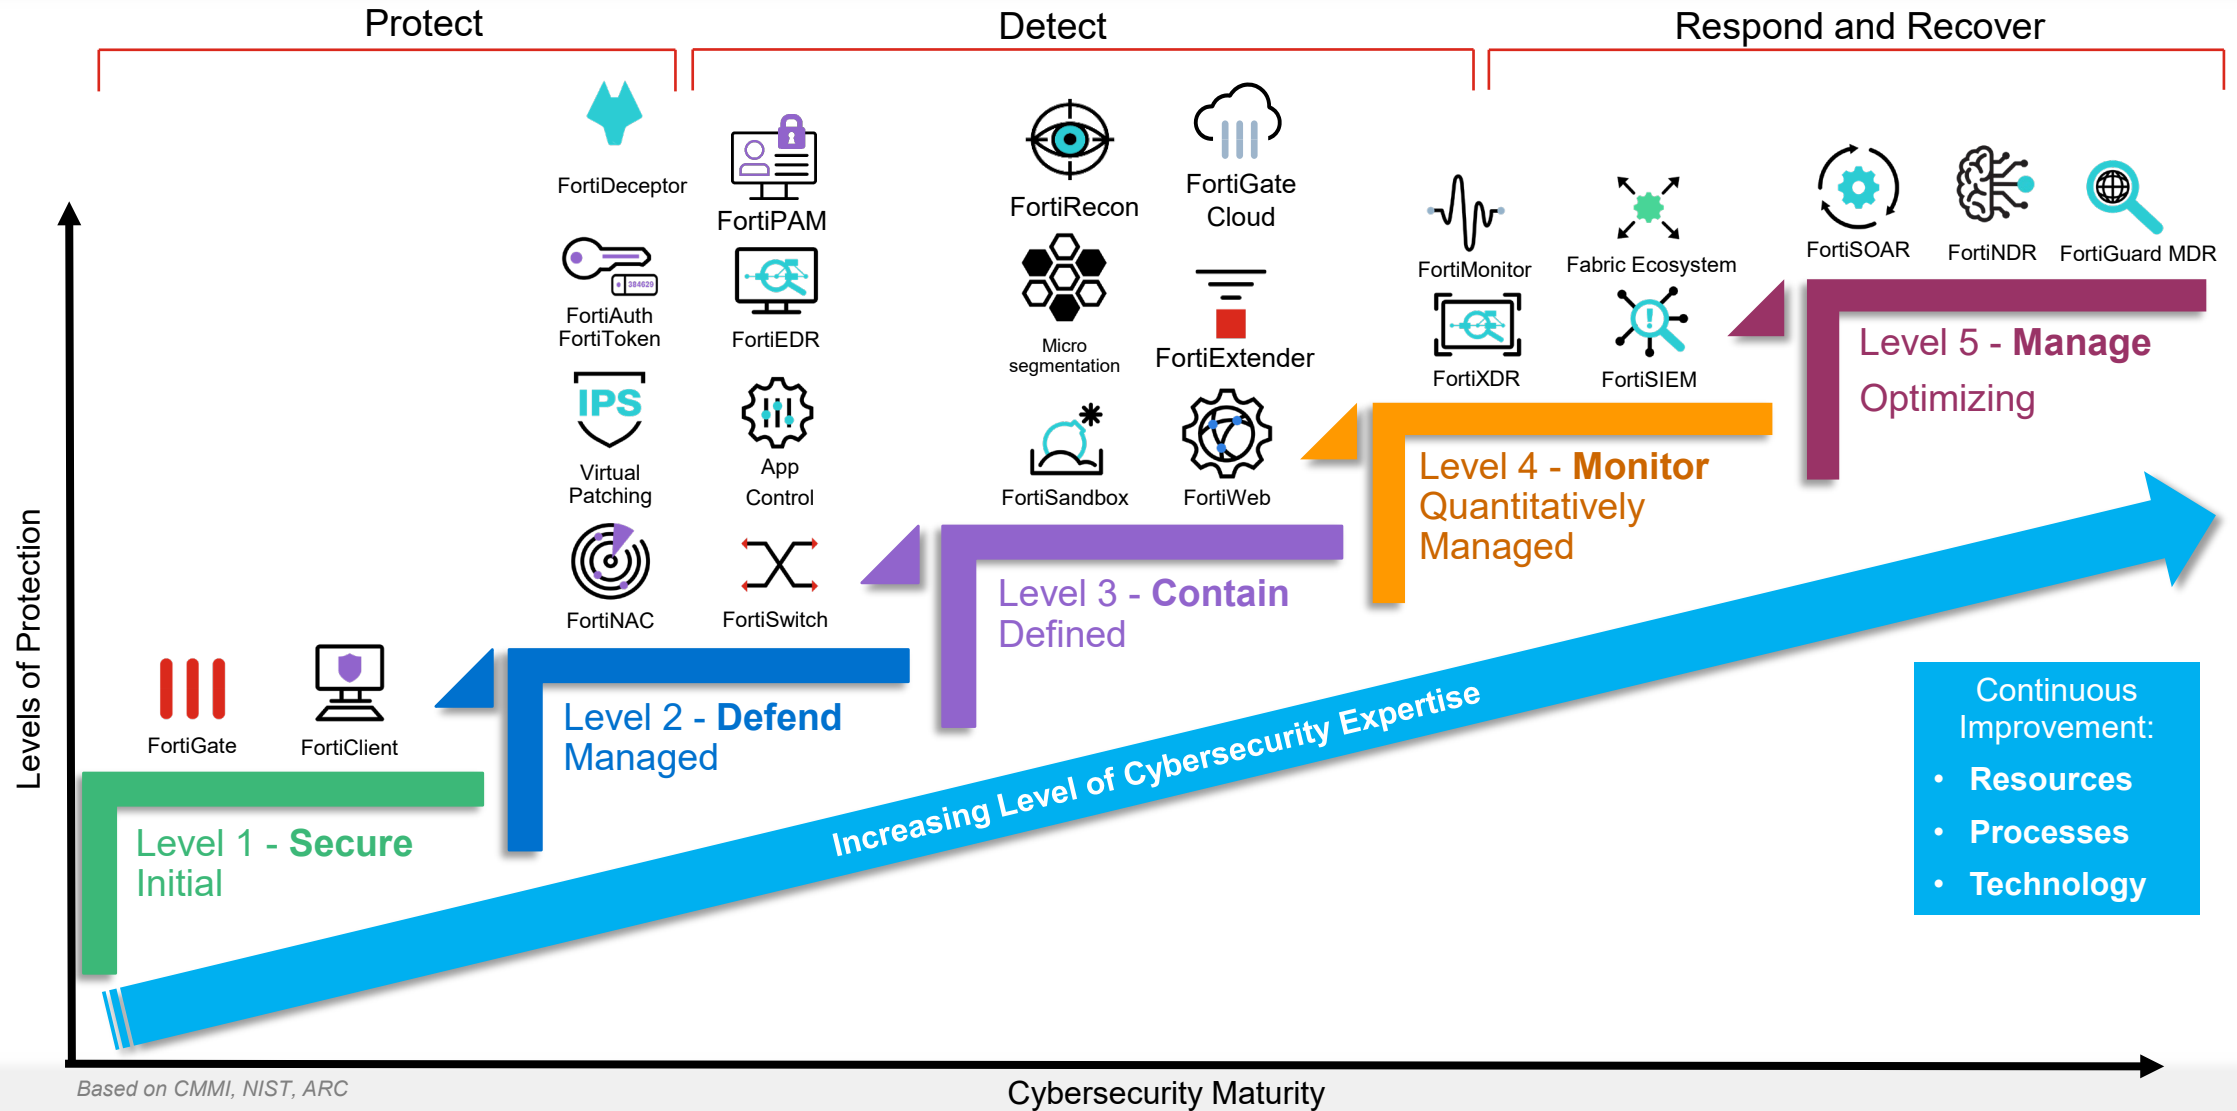 Protect
Detect
Respond and Recover
FortiDeceptor
FortiPAM
FortiAuth
FortiToken
384629
FortiEDR
IPS
Virtual
Patching
App
Control
FortiNAC
FortiSwitch
FortiRecon
FortiGate
Cloud
Micro
segmentation
FortiExtender
FortiSandbox
FortiWeb
FortiMonitor
Fabric Ecosystem
FortiXDR
FortiSIEM
FortiSOAR
FortiNDR
FortiGuard MDR
FortiGate
FortiClient
Level 1 - Secure
Initial
Level 2 - Defend
Managed
Level 3 - Contain
Defined
Level 4 - Monitor
Quantitatively
Managed
Level 5 - Manage
Optimizing
Increasing Level of Cybersecurity Expertise
Continuous
Improvement:
• Resources
• Processes
• Technology
Levels of Protection
Cybersecurity Maturity
Based on CMMI, NIST, ARC